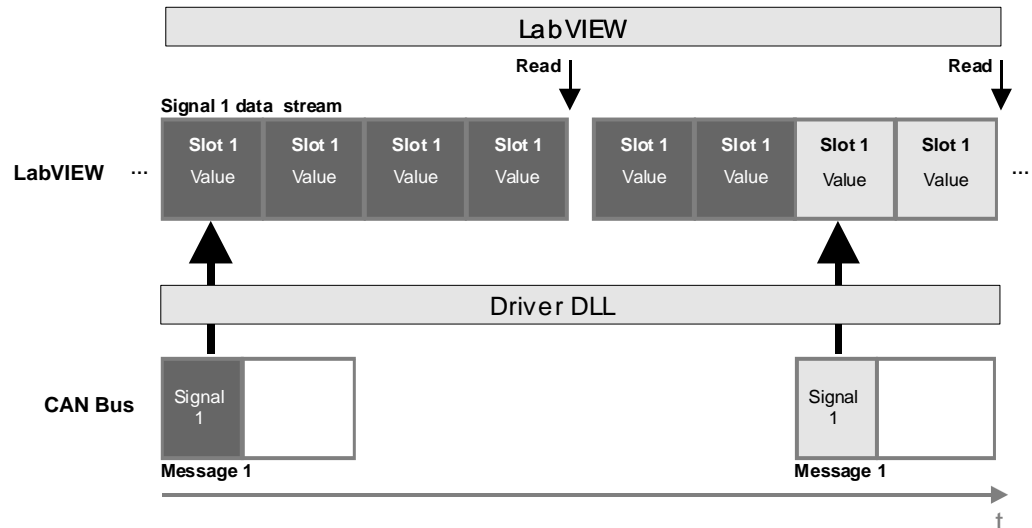 LabVIEW
Read Read
Signal 1 data stream
Slot 1 Slot 1 Slot 1 Slot 1 Slot 1 Slot 1 Slot 1 Slot 1
LabVIEW ... Value Value Value Value Value Value Value Value ...
Driver DLL
CAN Bus
Signal
1
Signal
1
Message 1 Message 1
t